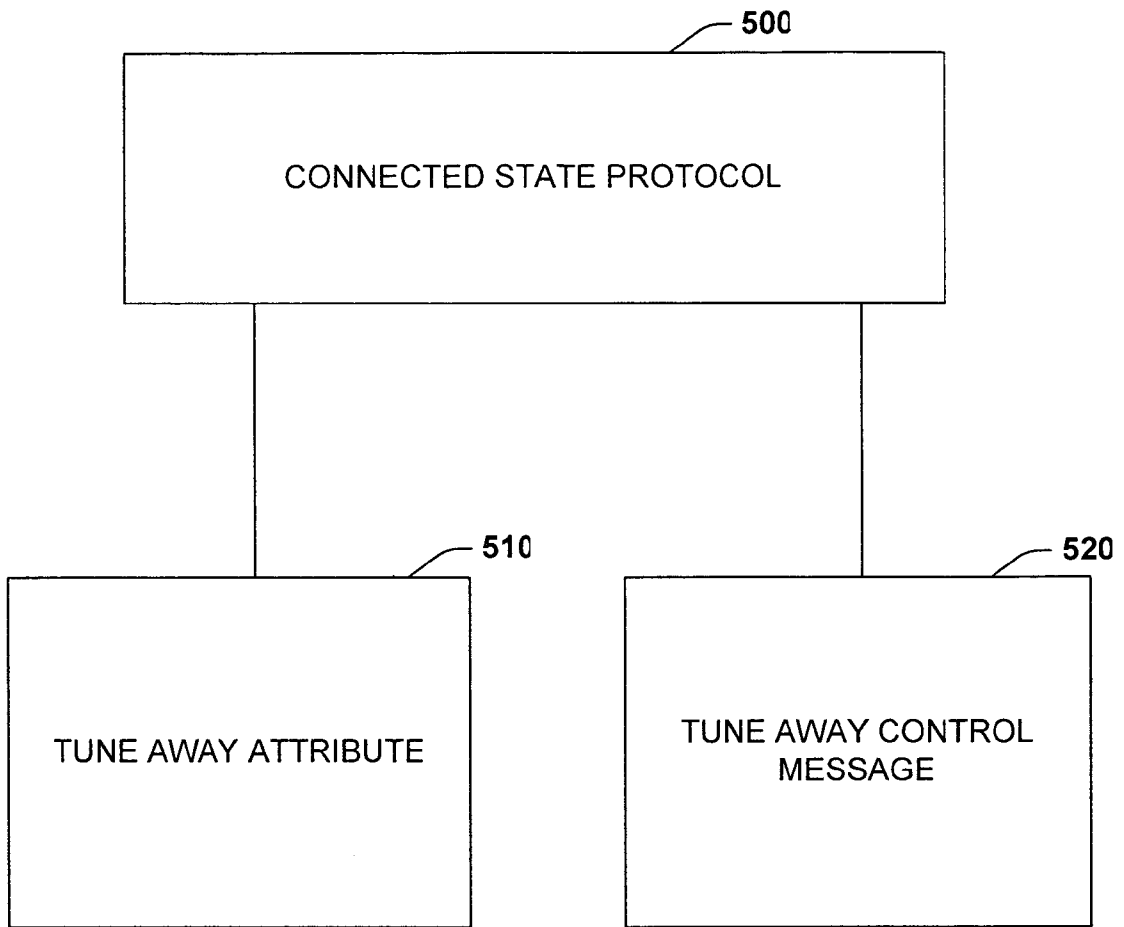 500
CONNECTED STATE PROTOCOL
510
520
TUNE AWAY ATTRIBUTE
TUNE AWAY CONTROL
MESSAGE